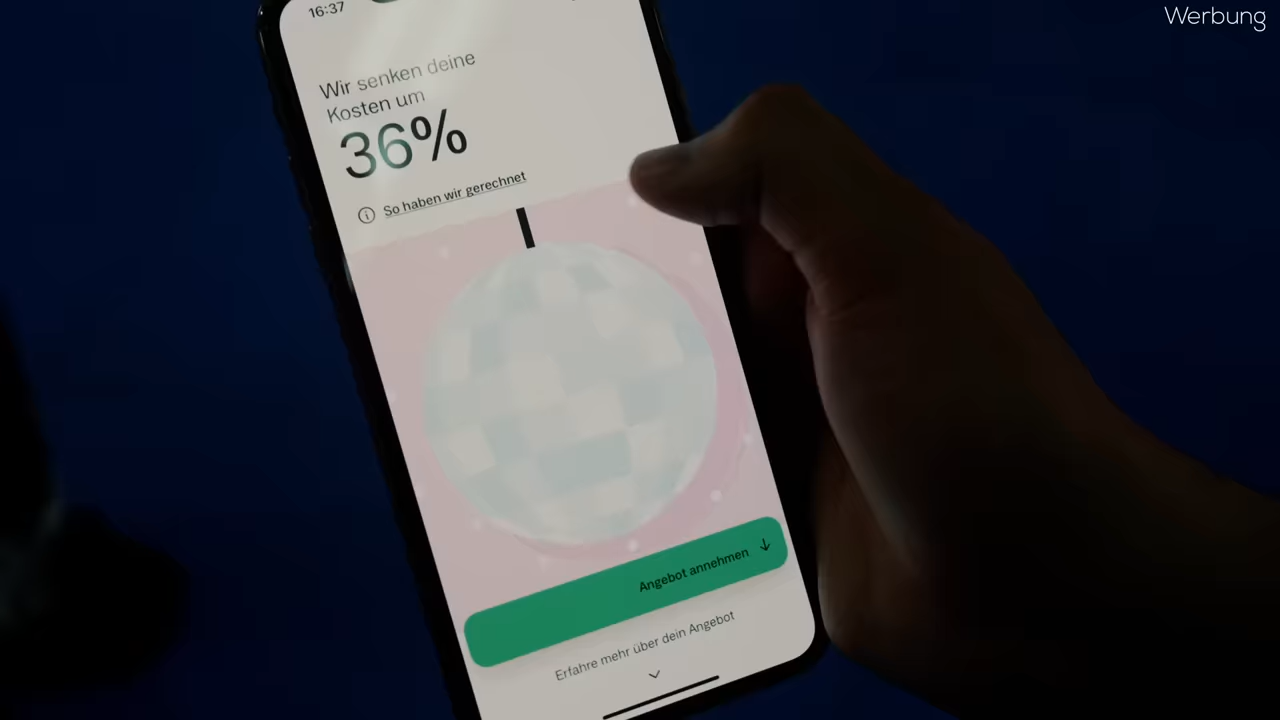 Werbung
16:37
Wir senken deine
Kosten um
36%
So haben wir gerechnet
Angebot annehmen
Erfahre mehr über dein Angebot